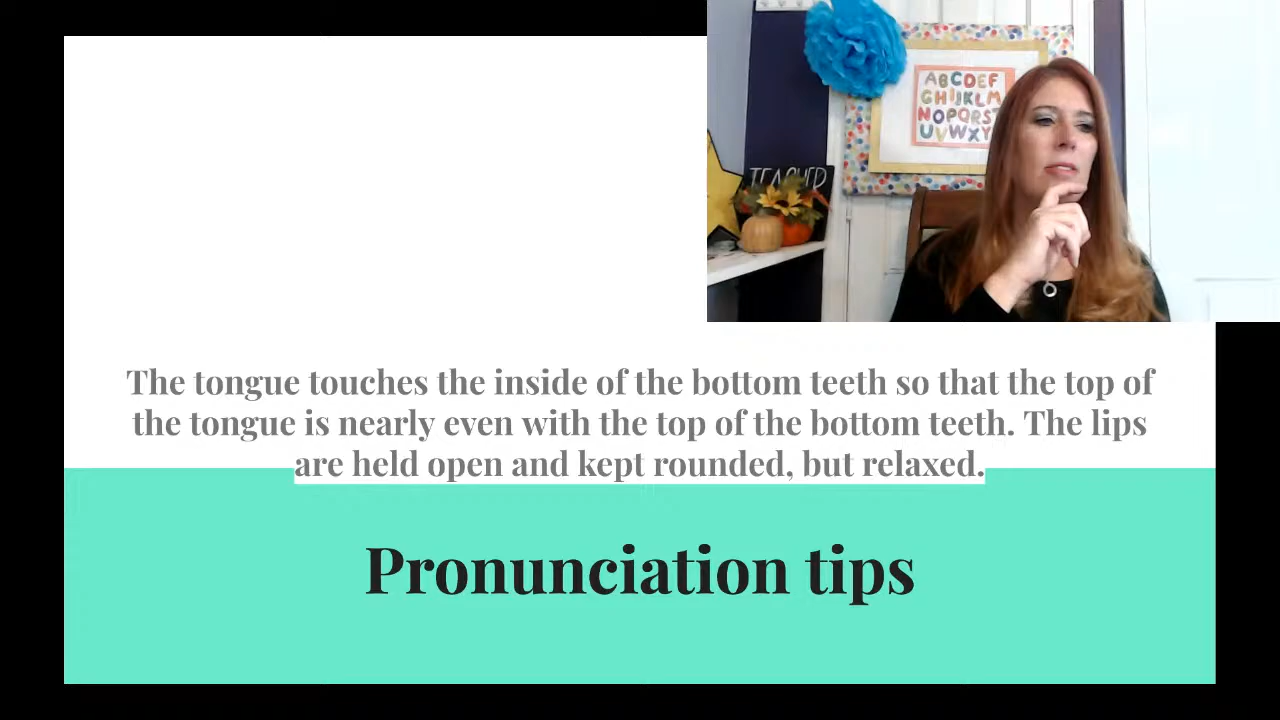 ABCDEF
GHIJKLM
NOPQRST
UVWXY
TEACHER
The tongue touches the inside of the bottom teeth so that the top of
the tongue is nearly even with the top of the bottom teeth. The lips
are held open and kept rounded, but relaxed.
Pronunciation tips